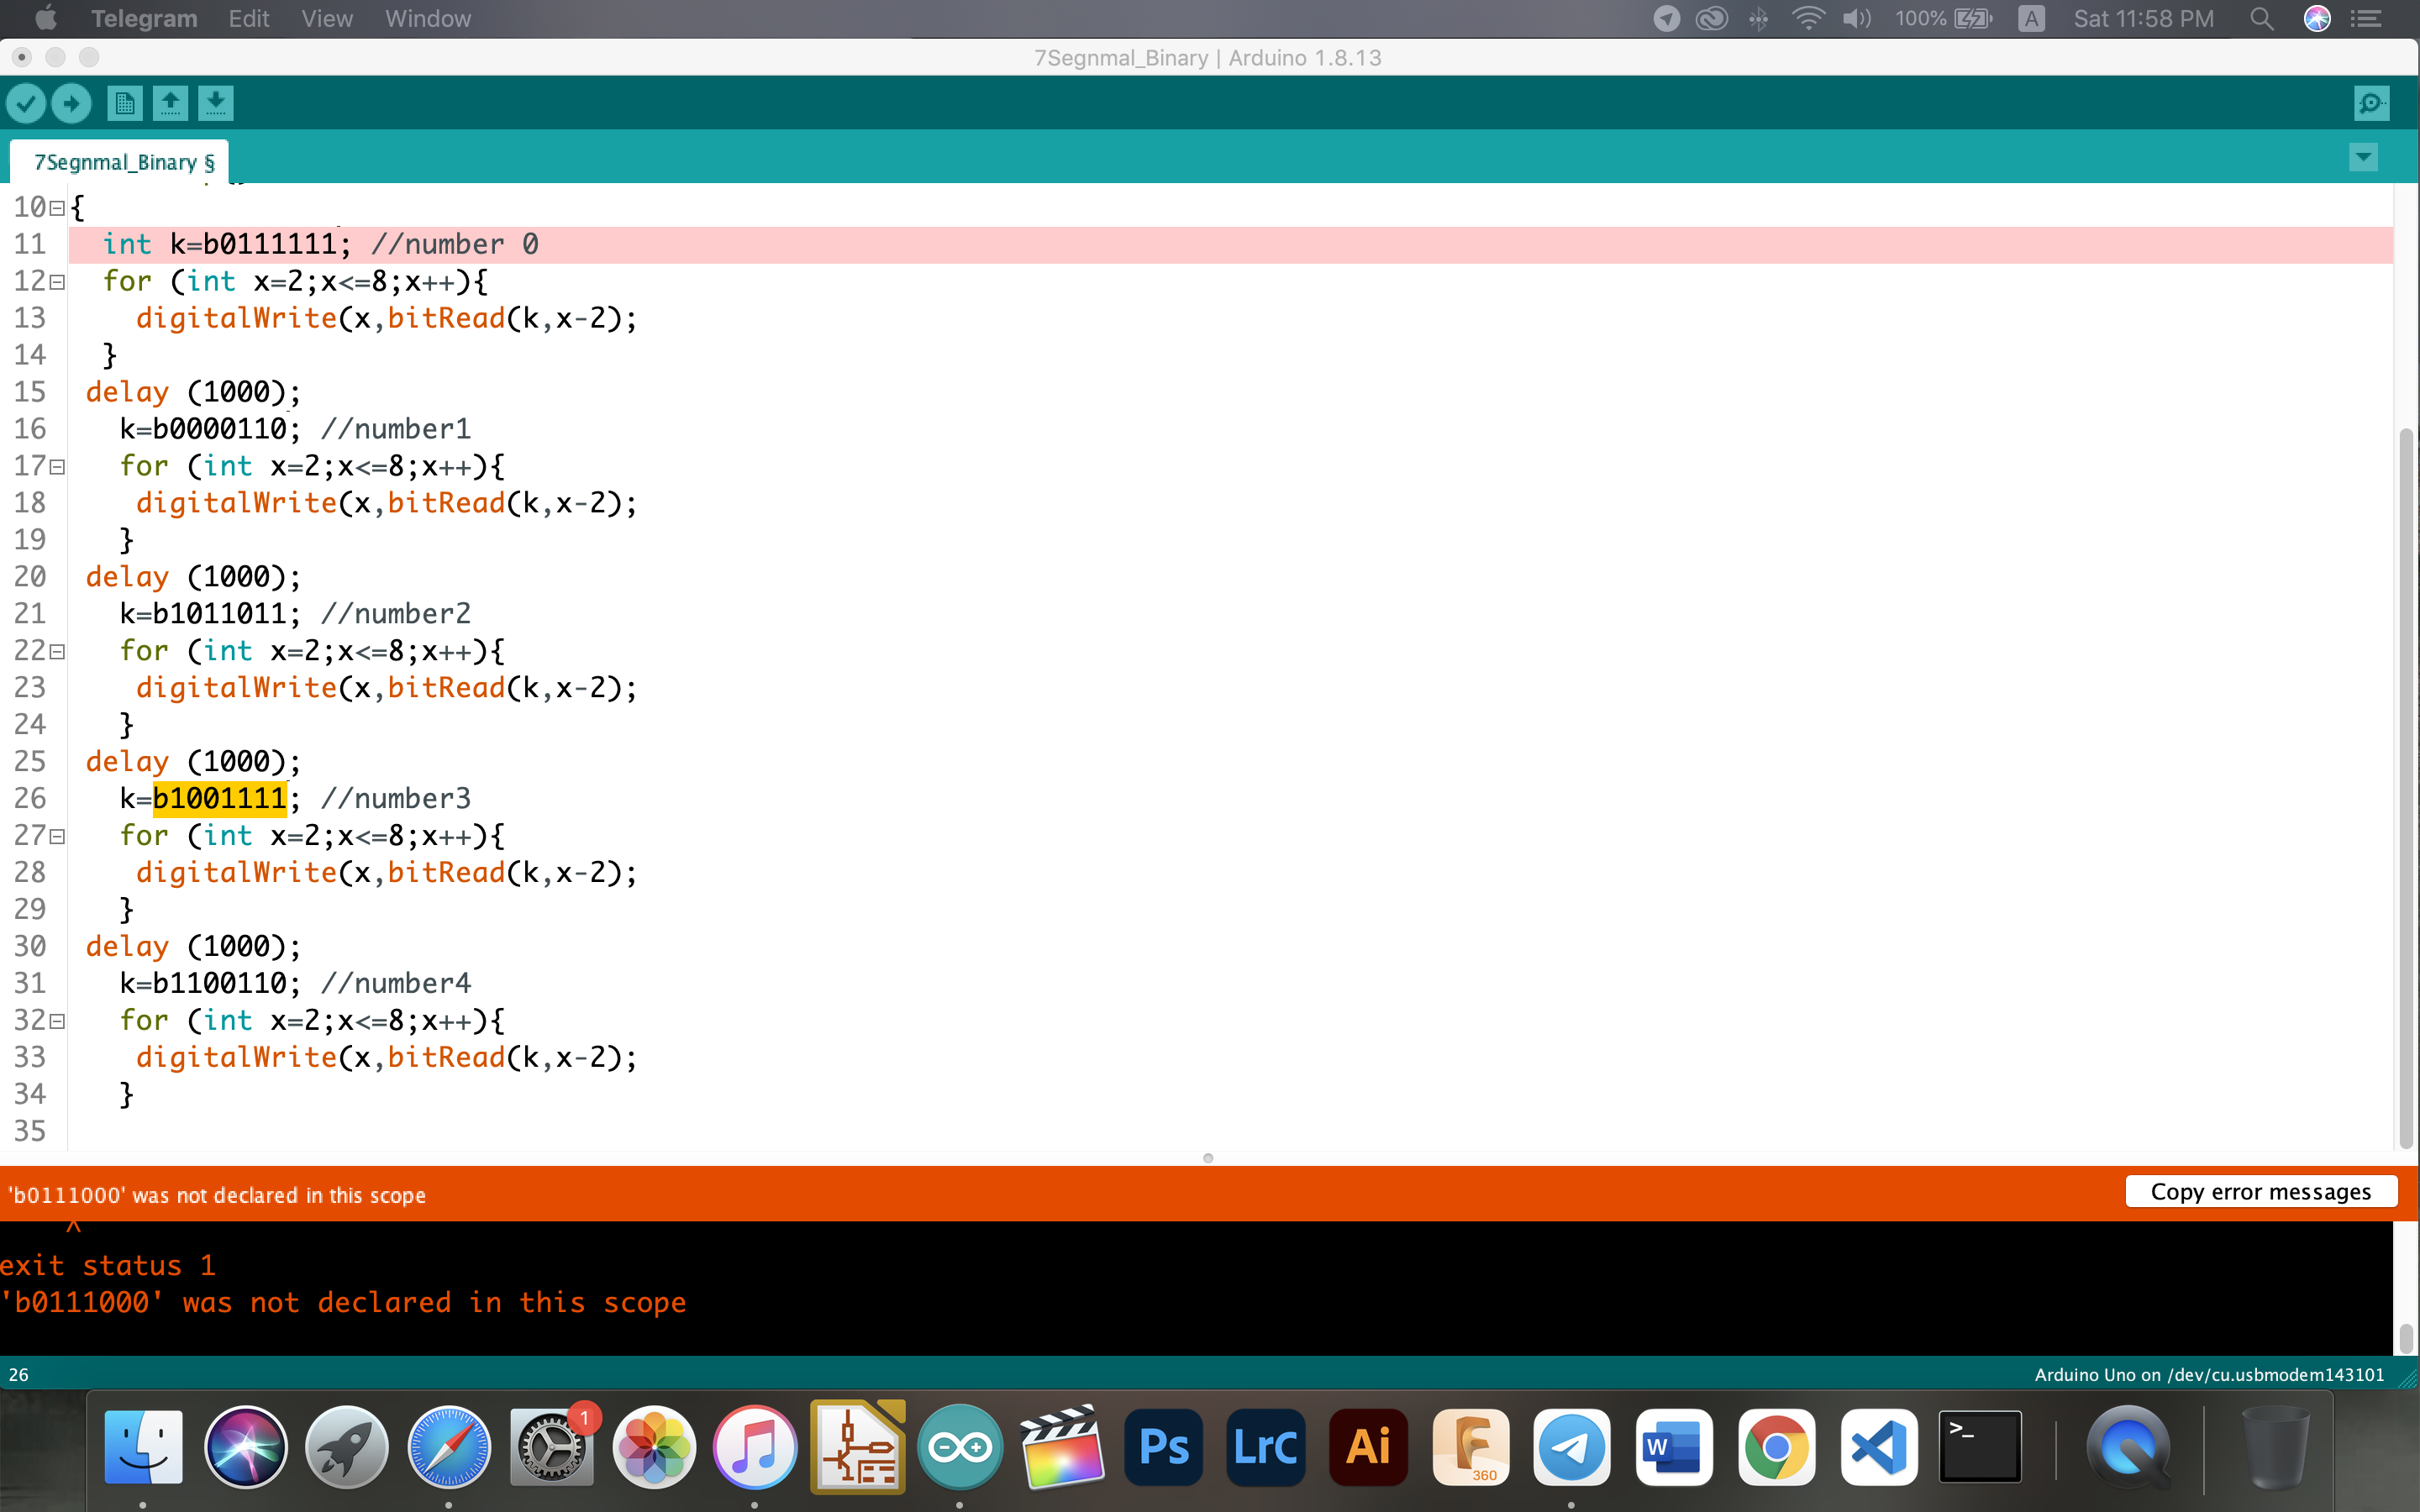 Telegram Edit View Window 100% A Sat 11:58 PM
7Segnmal_Binary | Arduino 1.8.13
7Segnmal_Binary §
10 {
11 int k=b0111111; //number 0
12 for (int x=2;x<=8;x++){
13 digitalWrite(x,bitRead(k,x-2);
14 }
15 delay (1000);
16 k=b0000110; //number1
17 for (int x=2;x<=8;x++){
18 digitalWrite(x,bitRead(k,x-2);
19 }
20 delay (1000);
21 k=b1011011; //number2
22 for (int x=2;x<=8;x++){
23 digitalWrite(x,bitRead(k,x-2);
24 }
25 delay (1000);
26 k=b1001111; //number3
27 for (int x=2;x<=8;x++){
28 digitalWrite(x,bitRead(k,x-2);
29 }
30 delay (1000);
31 k=b1100110; //number4
32 for (int x=2;x<=8;x++){
33 digitalWrite(x,bitRead(k,x-2);
34 }
35
'b0111000' was not declared in this scope
Copy error messages
^
exit status 1
'b0111000' was not declared in this scope
26 Arduino Uno on /dev/cu.usbmodem143101
1 Ps LrC Ai 360 W >_